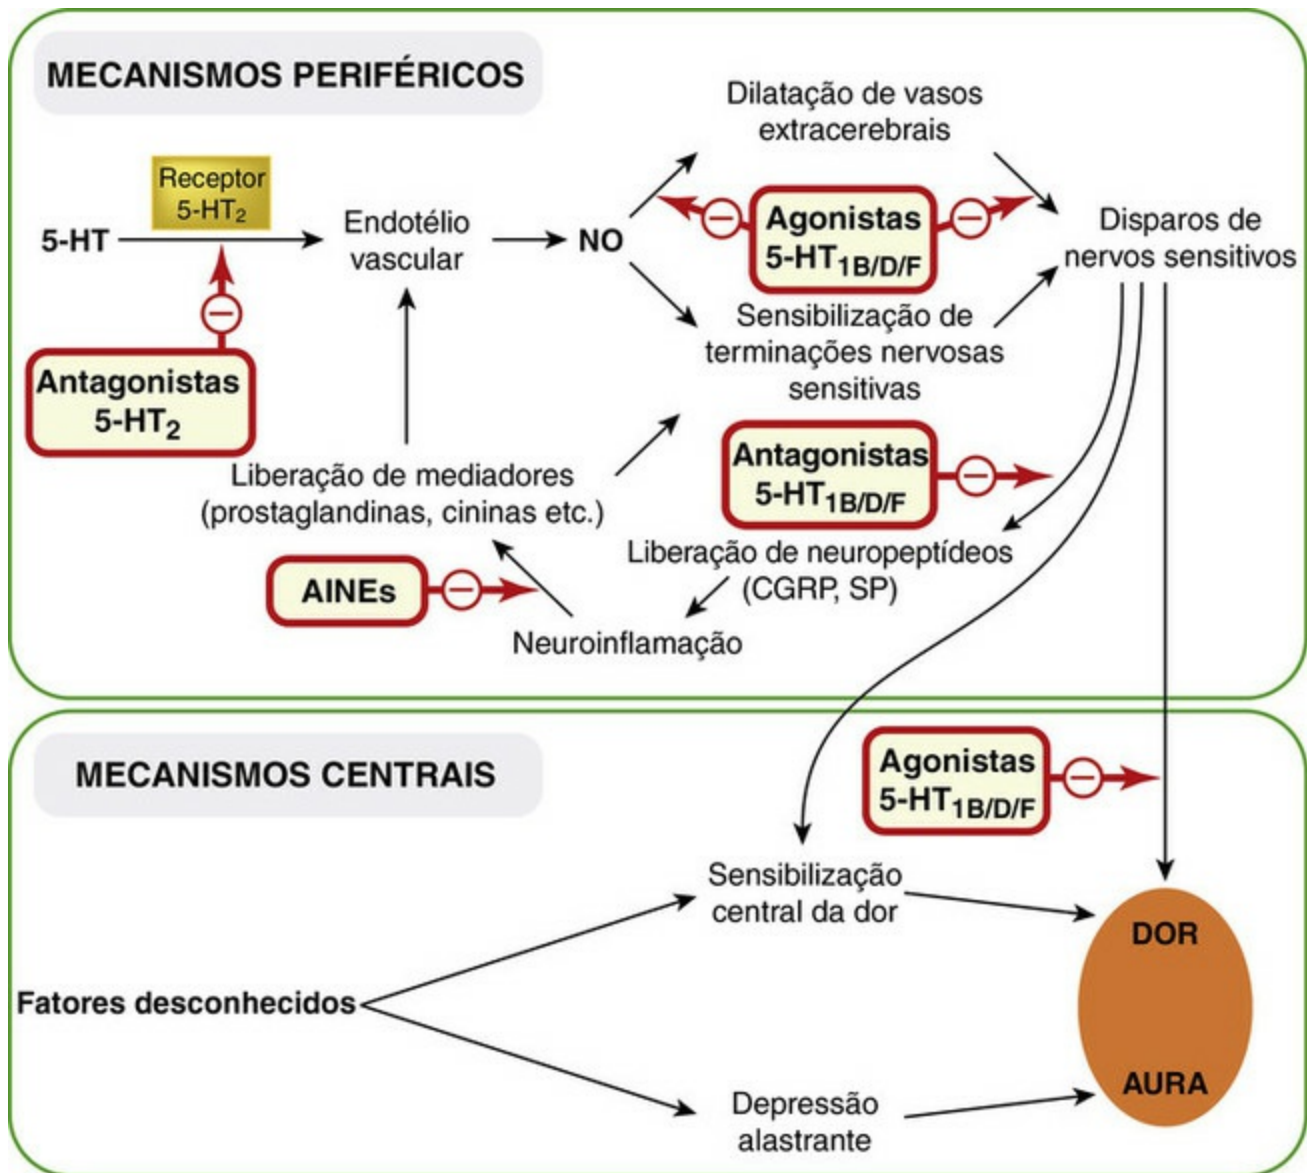 MECANISMOS PERIFÉRICOS
Dilatação de vasos
extracerebrais
Receptor
5-HT2
5-HT
Endotélio
vascular
NO
Agonistas
5-HT1B/D/F
Disparos de
nervos sensitivos
Sensibilização de
terminações nervosas
sensitivas
Antagonistas
5-HT2
Antagonistas
5-HT1B/D/F
Liberação de mediadores
(prostaglandinas, cininas etc.)
Liberação de neuropeptídeos
(CGRP, SP)
AINEs
Neuroinflamação
MECANISMOS CENTRAIS
Agonistas
5-HT1B/D/F
Sensibilização
central da dor
DOR
Fatores desconhecidos
AURA
Depressão
alastrante